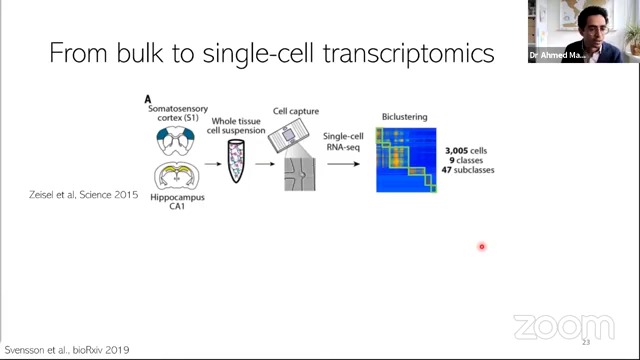 From bulk to single-cell transcriptomics
Dr Ahmed Ma...
A
Somatosensory
cortex (S1)
Whole tissue
cell suspension
Cell capture
Single-cell
RNA-seq
Biclustering
3,005 cells
9 classes
47 subclasses
Hippocampus
CA1
Zeisel et al, Science 2015
zoom
23
Svensson et al., bioRxiv 2019